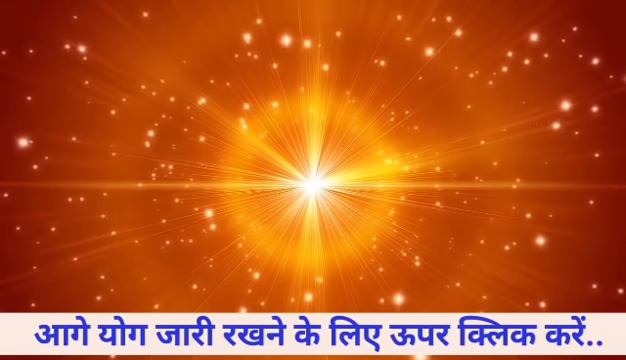 आगे योग जारी रखने के लिए ऊपर क्लिक करें..